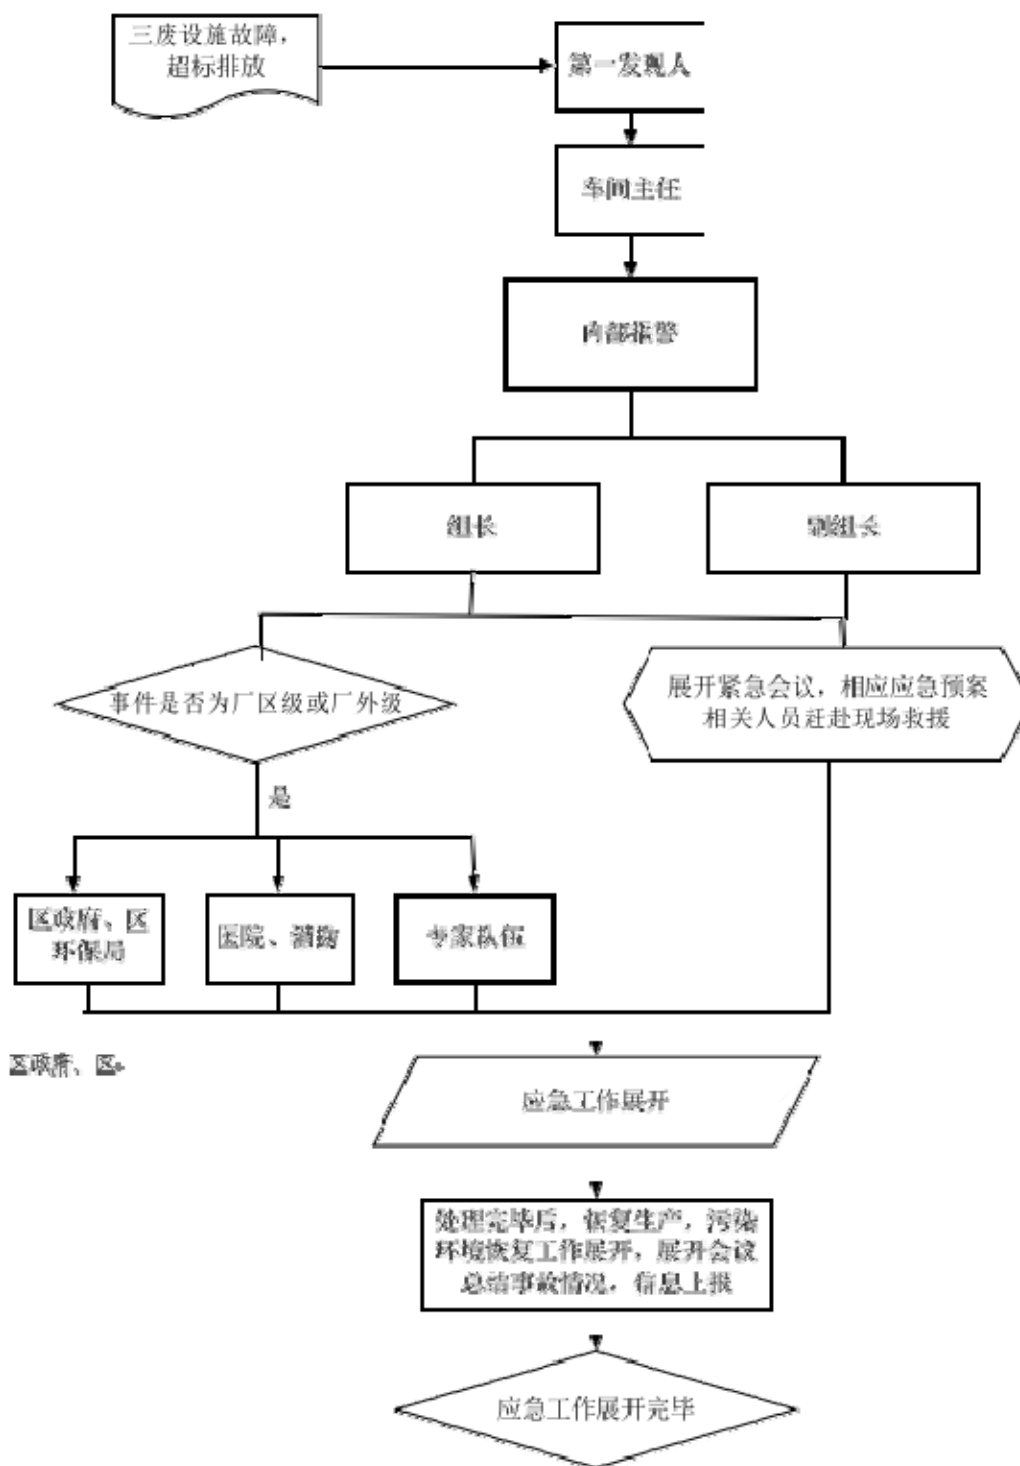 三废设施故障，
超标排放
第一发现人
车间主任
内部报警
组长
副组长
事件是否为厂区级或厂外级
展开紧急会议，相应应急预案
相关人员赶赴现场救援
是
区政府、区
环保局
医院、消防
专家队伍
区政府、区
应急工作展开
处理完毕后，恢复生产，污染
环境恢复工作展开，展开会议
总结事故情况，信息上报
应急工作展开完毕